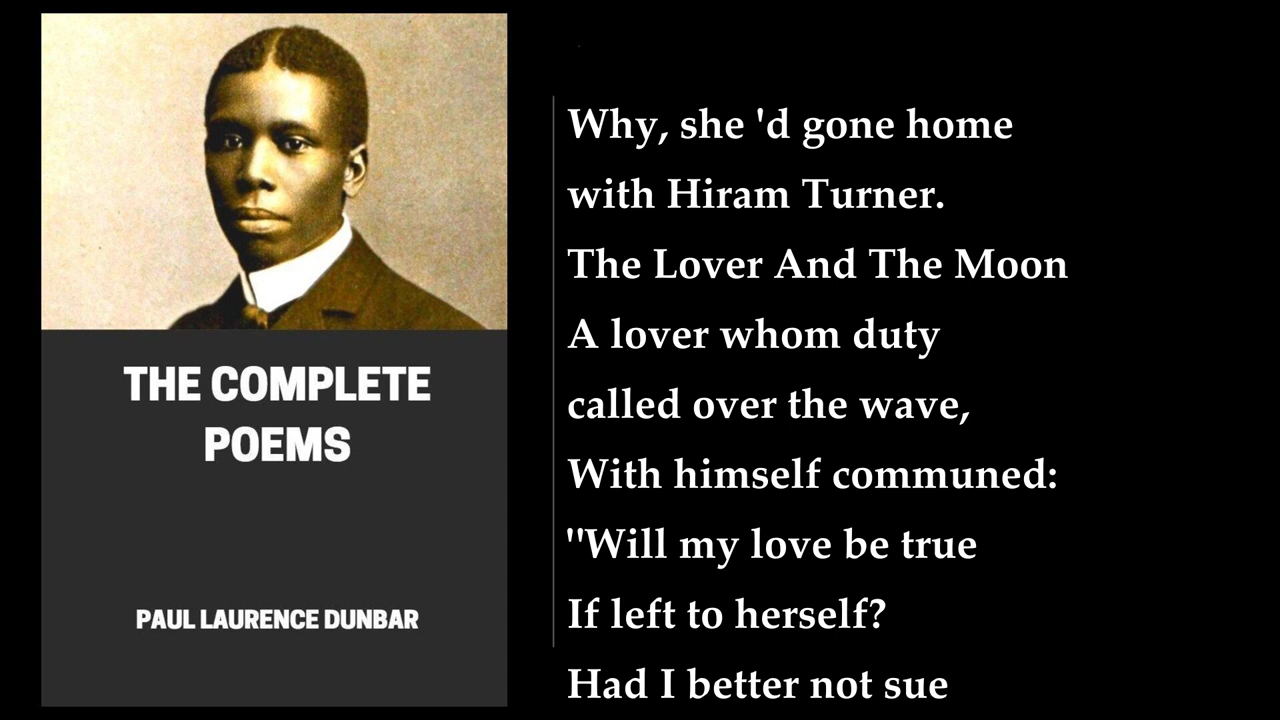 THE COMPLETE
POEMS
PAUL LAURENCE DUNBAR
Why, she 'd gone home
with Hiram Turner.
The Lover And The Moon
A lover whom duty
called over the wave,
With himself communed:
"Will my love be true
If left to herself?
Had I better not sue